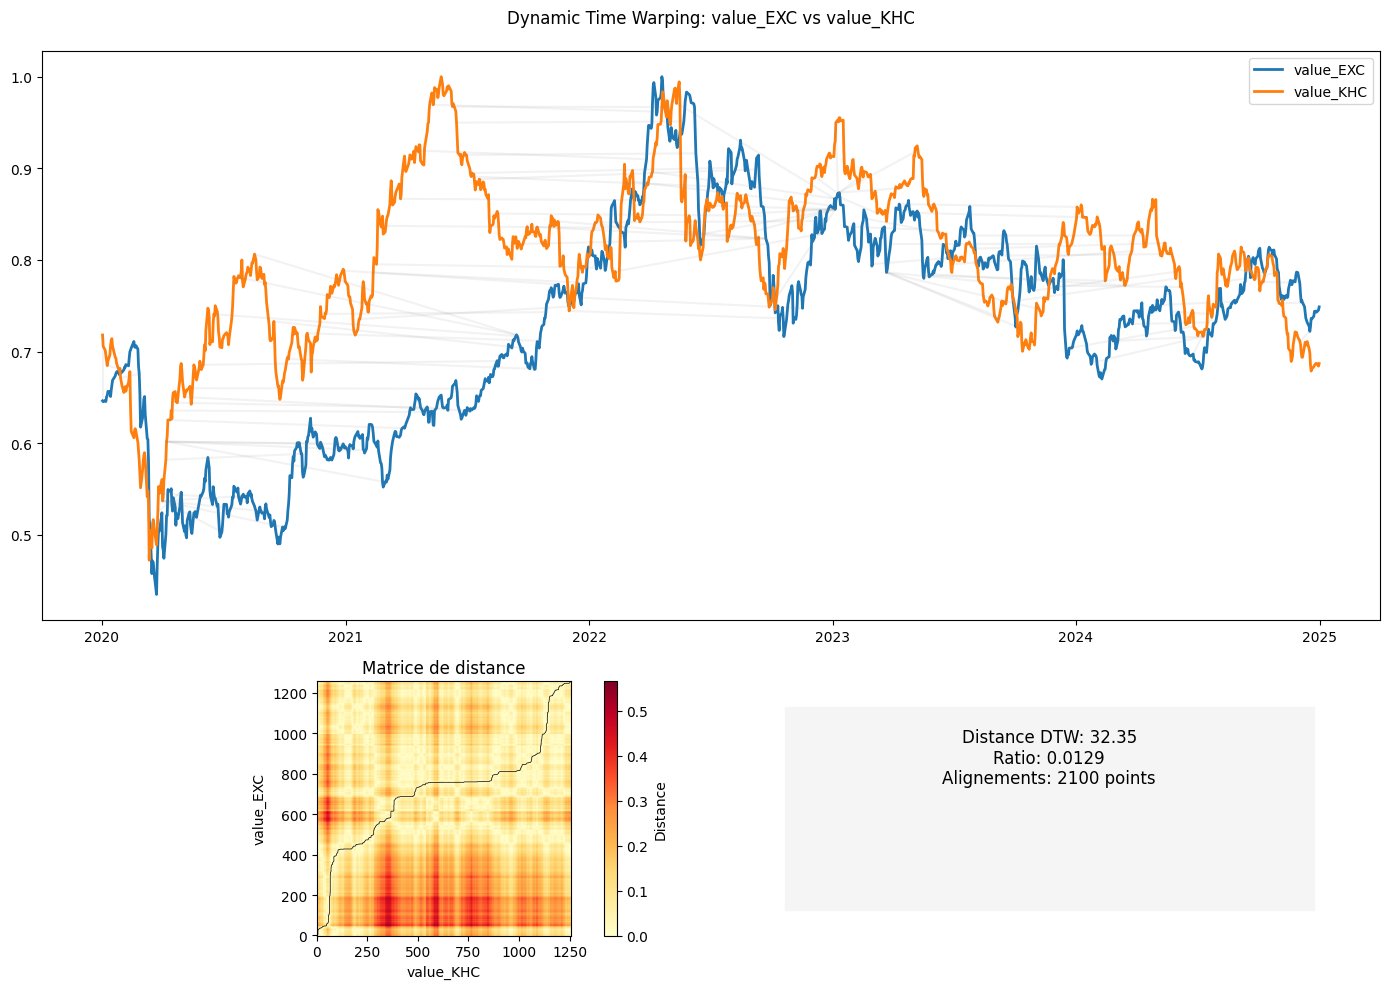 Dynamic Time Warping: value_EXC vs value_KHC
value_EXC
value_KHC
1.0
0.9
0.8
0.7
0.6
0.5
2020 2021 2022 2023 2024 2025
Matrice de distance
value_EXC
1200
1000
800
600
400
200
0
0 250 500 750 1000 1250
value_KHC
0.5
0.4
0.3
0.2
0.1
0.0
Distance
Distance DTW: 32.35
Ratio: 0.0129
Alignements: 2100 points